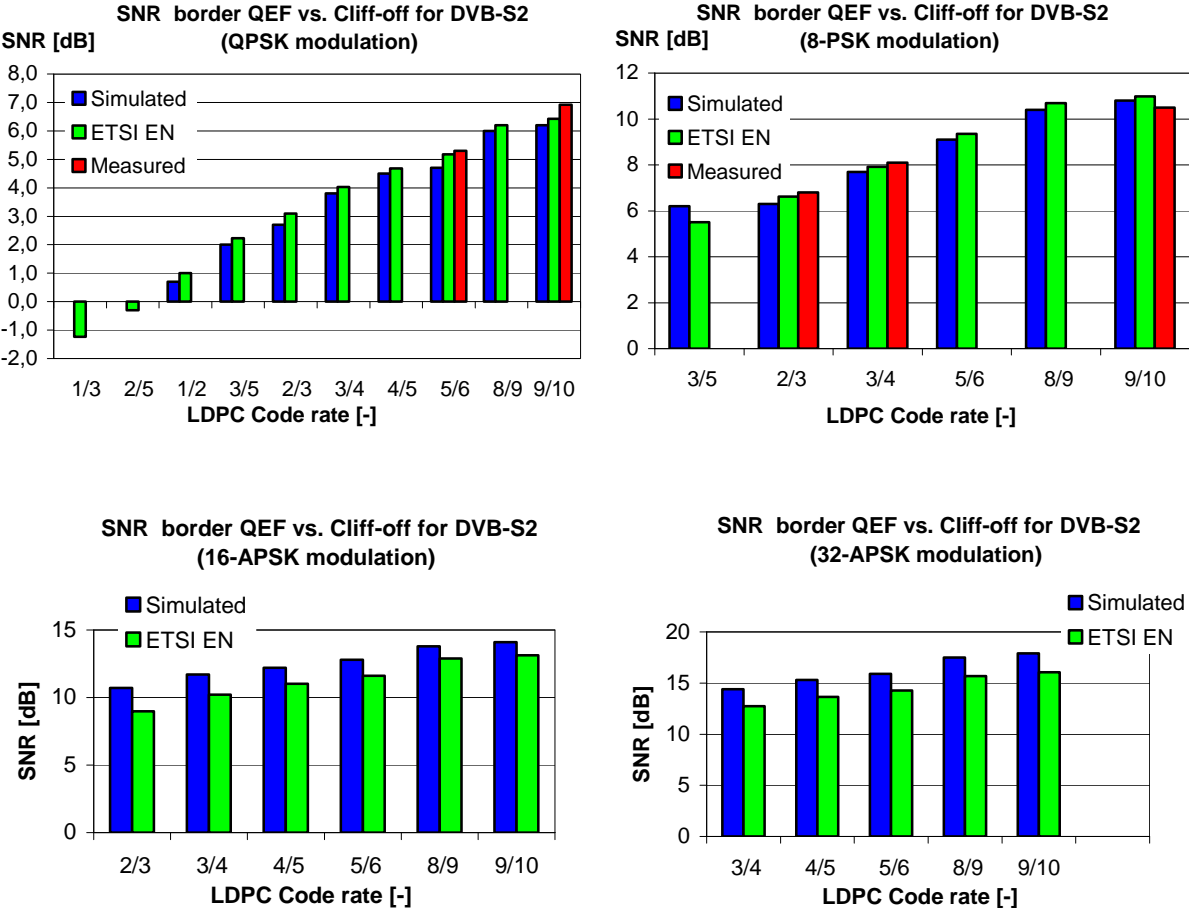 SNR border QEF vs. Cliff-off for DVB-S2
(QPSK modulation)
SNR [dB]
8,0
7,0
6,0
5,0
4,0
3,0
2,0
1,0
0,0
-1,0
-2,0
Simulated
ETSI EN
Measured
1/3 2/5 1/2 3/5 2/3 3/4 4/5 5/6 8/9 9/10
LDPC Code rate [-]
SNR border QEF vs. Cliff-off for DVB-S2
(8-PSK modulation)
SNR [dB]
12
10
8
6
4
2
0
Simulated
ETSI EN
Measured
3/5 2/3 3/4 5/6 8/9 9/10
LDPC Code rate [-]
SNR border QEF vs. Cliff-off for DVB-S2
(16-APSK modulation)
Simulated
ETSI EN
15
10
5
0
SNR [dB]
2/3 3/4 4/5 5/6 8/9 9/10
LDPC Code rate [-]
SNR border QEF vs. Cliff-off for DVB-S2
(32-APSK modulation)
Simulated
ETSI EN
20
15
10
5
0
SNR [dB]
3/4 4/5 5/6 8/9 9/10
LDPC Code rate [-]